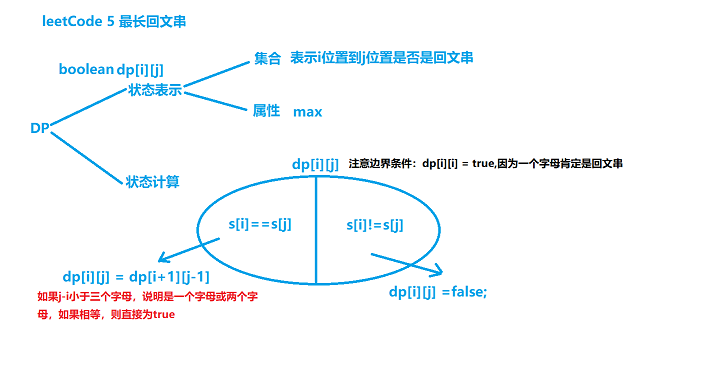 leetCode 5 最长回文串
boolean dp[i][j]
集合 表示i位置到j位置是否是回文串
状态表示
属性 max
DP
dp[i][j] 注意边界条件：dp[i][i] = true,因为一个字母肯定是回文串
状态计算
s[i]==s[j] s[i]!=s[j]
dp[i][j] = dp[i+1][j-1]
dp[i][j] =false;
如果j-i小于三个字母，说明是一个字母或两个字
母，如果相等，则直接为true